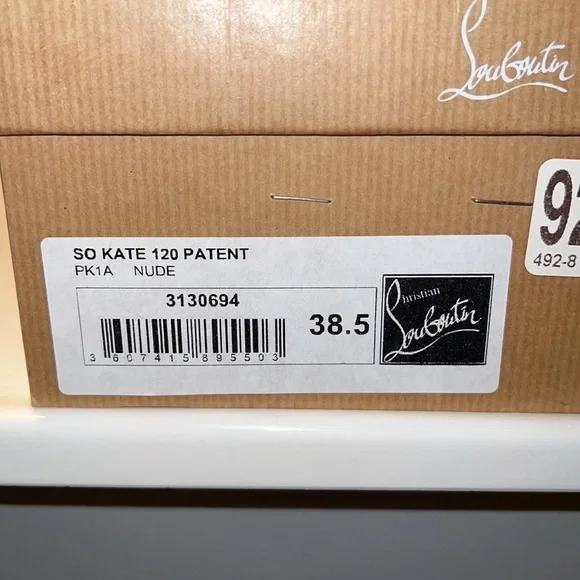 Louboutin
92
492-8
SO KATE 120 PATENT
PK1A NUDE
3130694
38.5
3 607415 895503
Christian
Louboutin